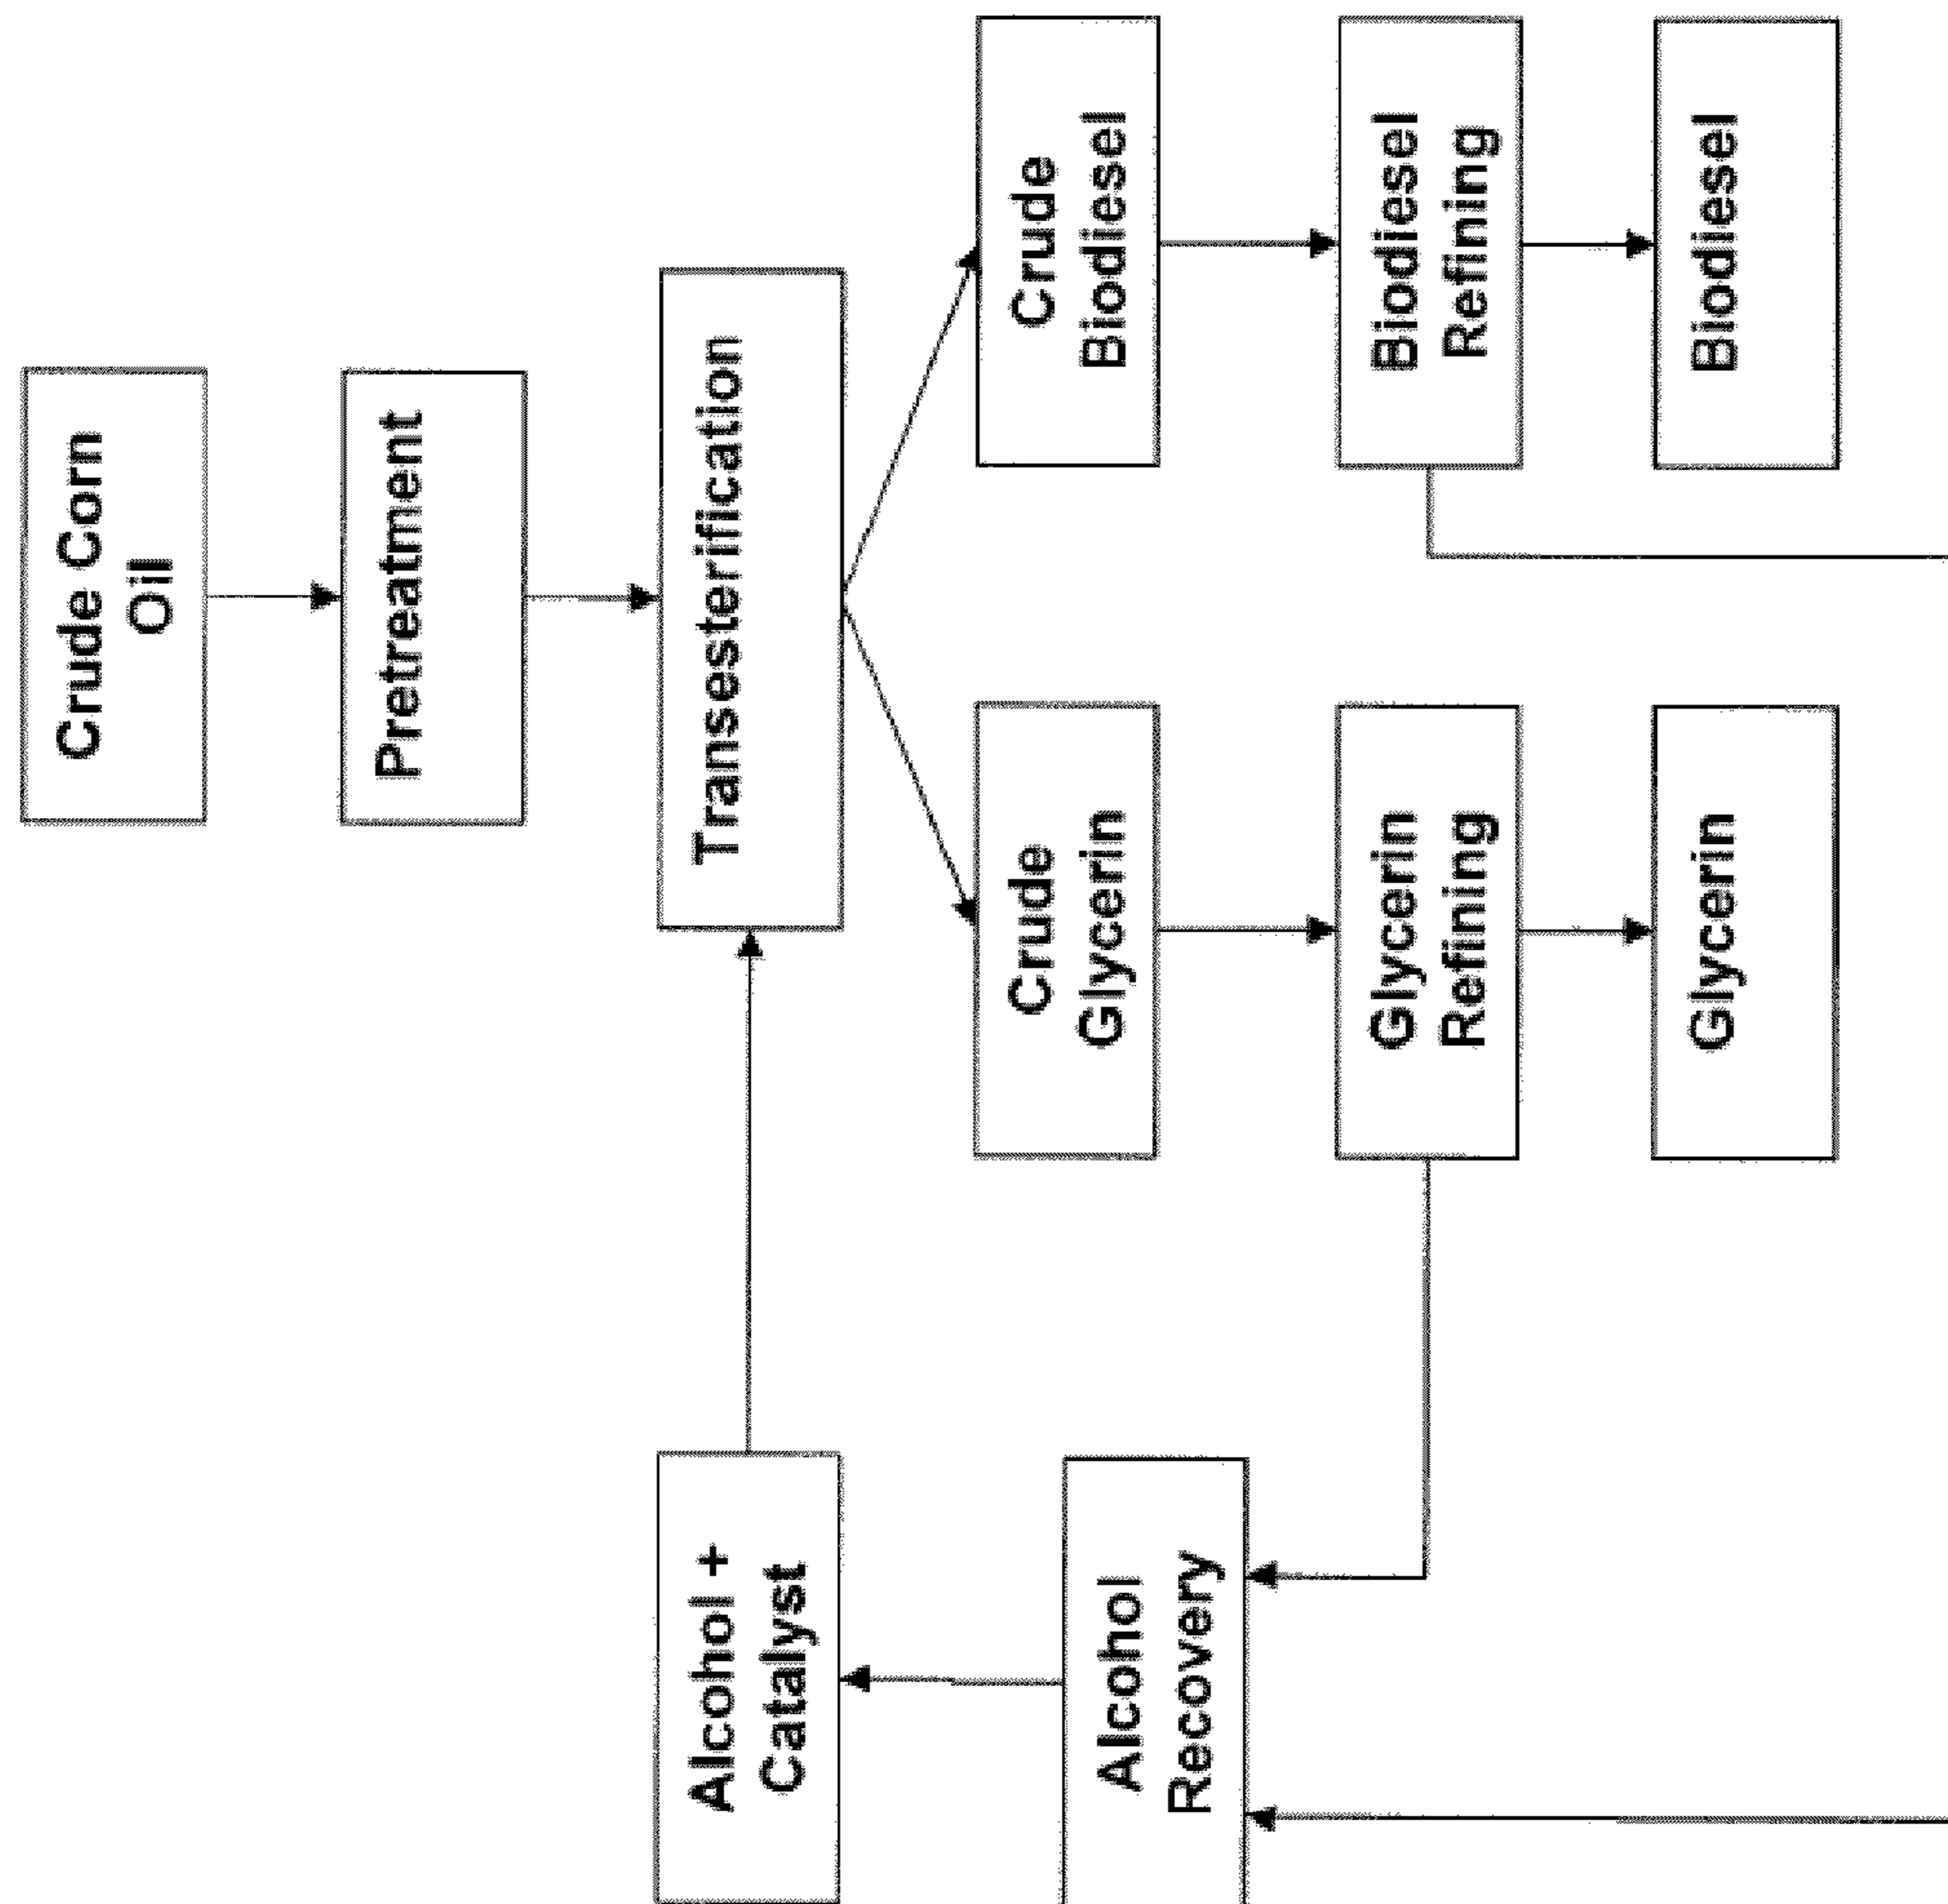 Crude Corn
Oil
Pretreatment
Transesterification
Alcohol +
Catalyst
Crude
Glycerin
Crude
Biodiesel
Alcohol
Recovery
Glycerin
Refining
Biodiesel
Refining
Glycerin
Biodiesel